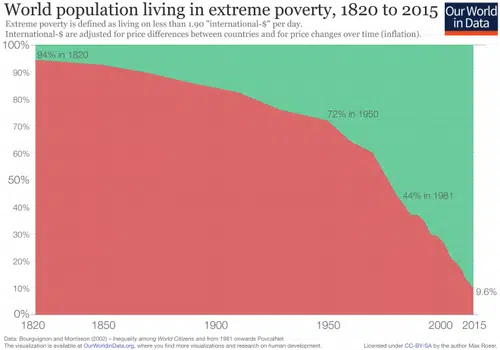 World population living in extreme poverty, 1820 to 2015
Our World
in Data
Extreme poverty is defined as living on less than 1.90 "international-$" per day.
International-$ are adjusted for price differences between countries and for price changes over time (inflation).
100%
94% in 1820
90%
80%
72% in 1950
70%
60%
50%
44% in 1981
40%
30%
20%
10%
9.6%
0%
1820
1850
1900
1950
2000
2015
Data: Bourguignon and Morrisson (2002) – Inequality among World Citizens and from 1981 onwards PovcalNet
The visualization is available at OurWorldinData.org, where you find more visualizations and research on human development.
Licensed under CC-BY-SA by the author Max Roser.